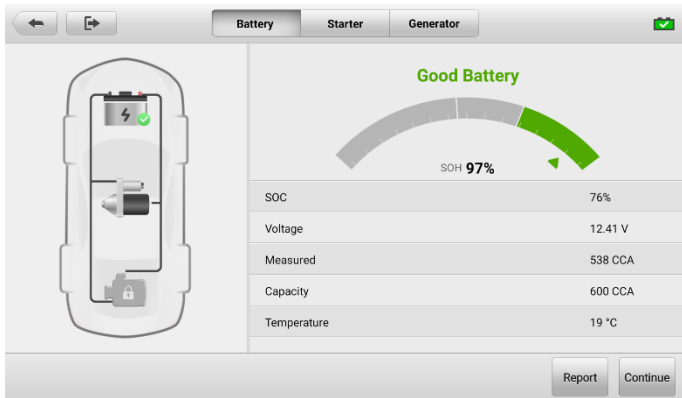 Battery Starter Generator
Good Battery
SOH 97%
SOC 76%
Voltage 12.41 V
Measured 538 CCA
Capacity 600 CCA
Temperature 19 °C
Report Continue